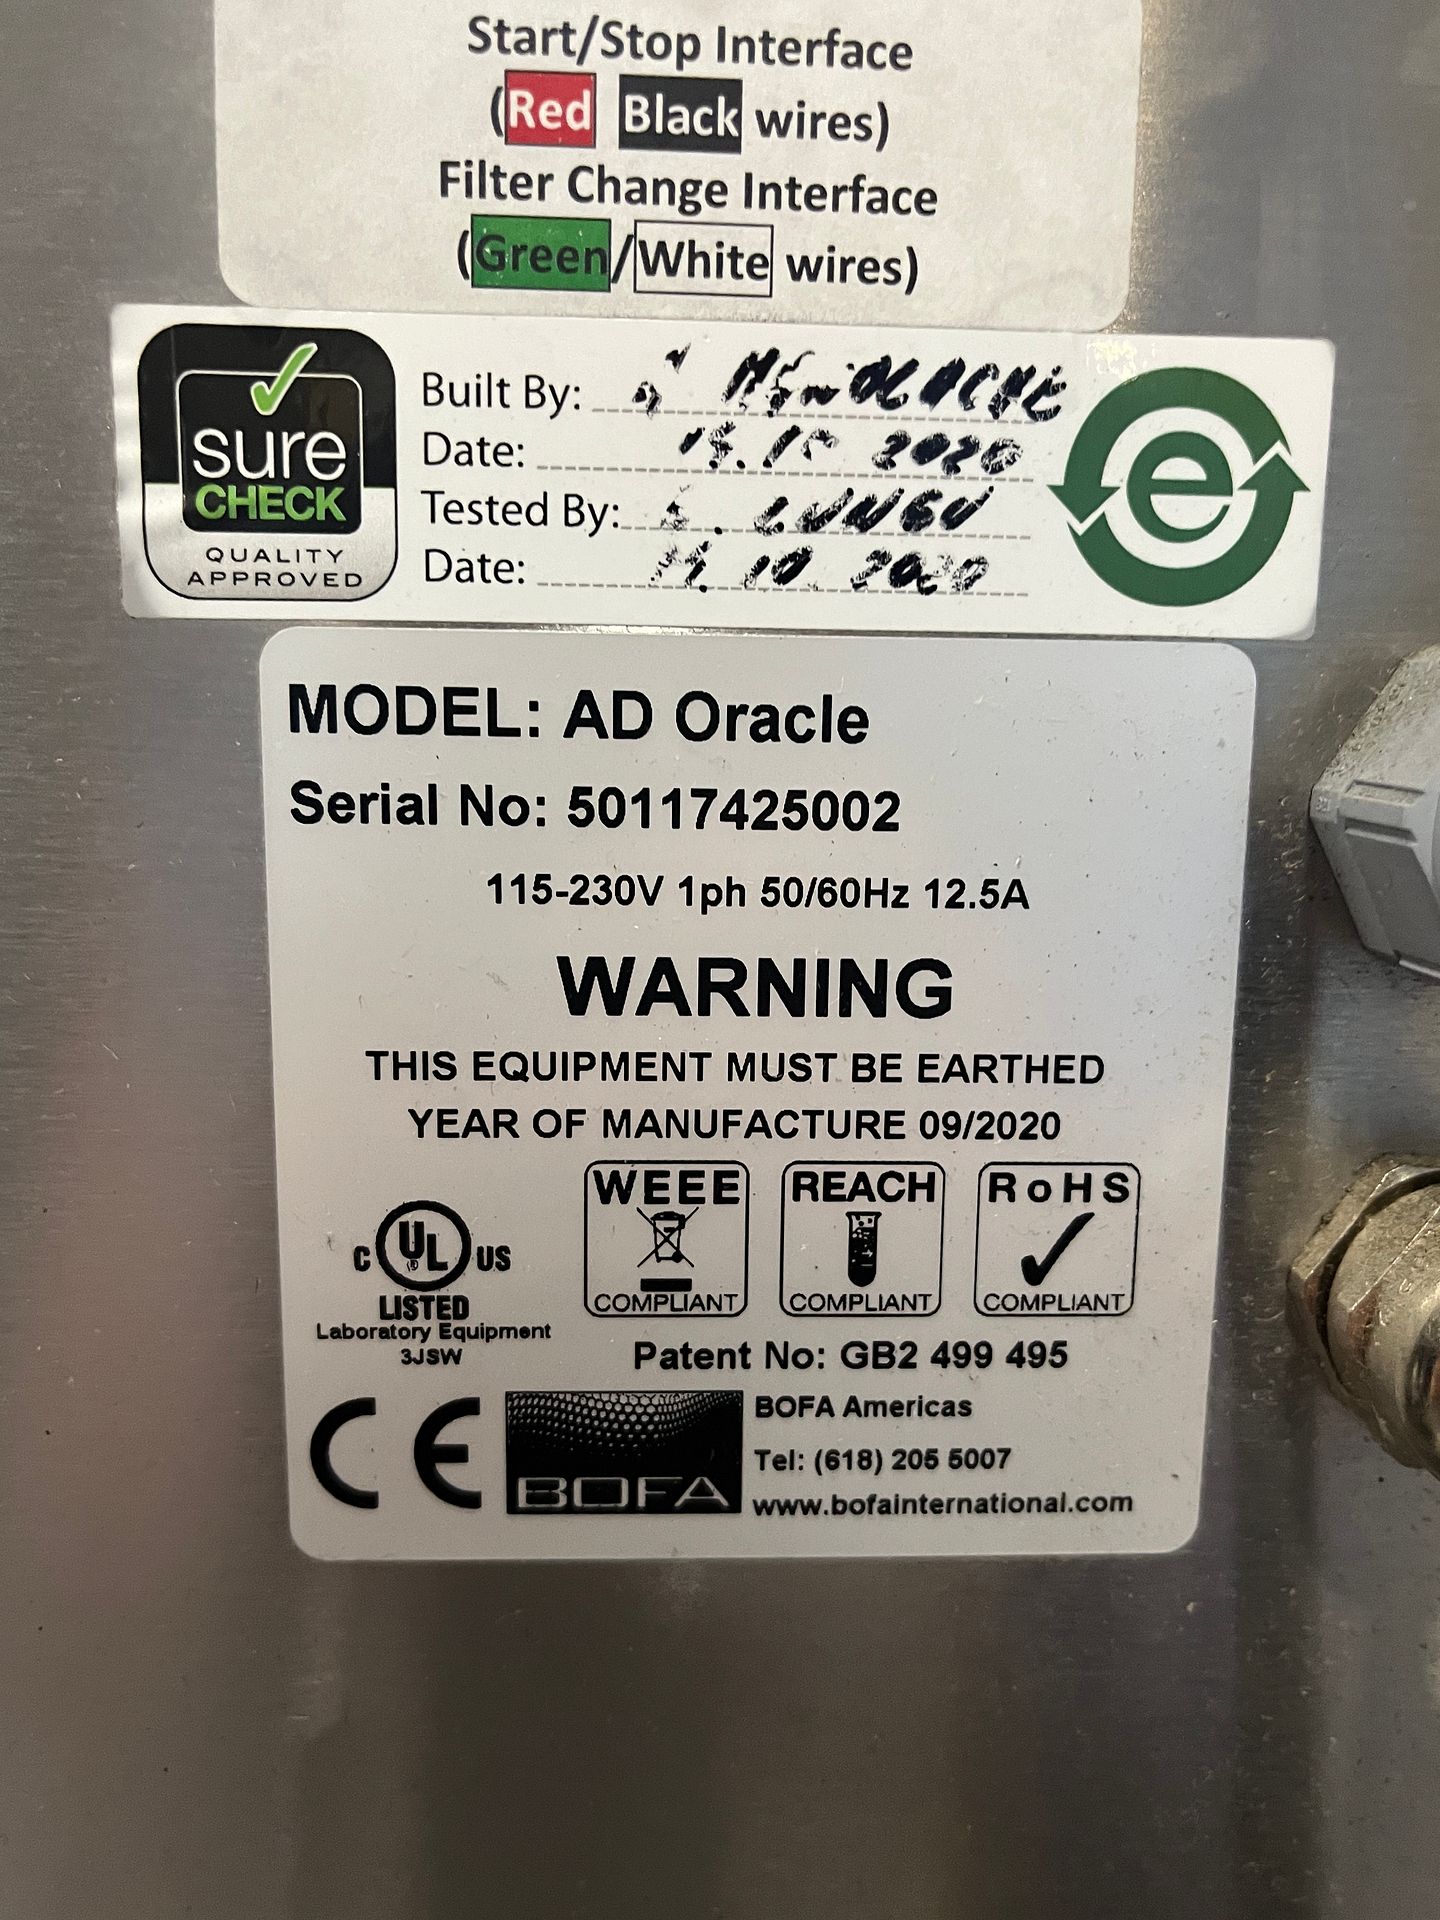 Start/Stop Interface
(Red Black wires)
Filter Change Interface
(Green/White wires)
sure
CHECK
QUALITY
APPROVED
Built By:
Date: 2020
Tested By:
Date: 10 2020
e
MODEL: AD Oracle
Serial No: 50117425002
115-230V 1ph 50/60Hz 12.5A
WARNING
THIS EQUIPMENT MUST BE EARTHED
YEAR OF MANUFACTURE 09/2020
C UL US
LISTED
Laboratory Equipment
3JSW
WEEE
COMPLIANT
REACH
COMPLIANT
RoHS
COMPLIANT
Patent No: GB2 499 495
CE
BOFA
BOFA Americas
Tel: (618) 205 5007
www.bofainternational.com